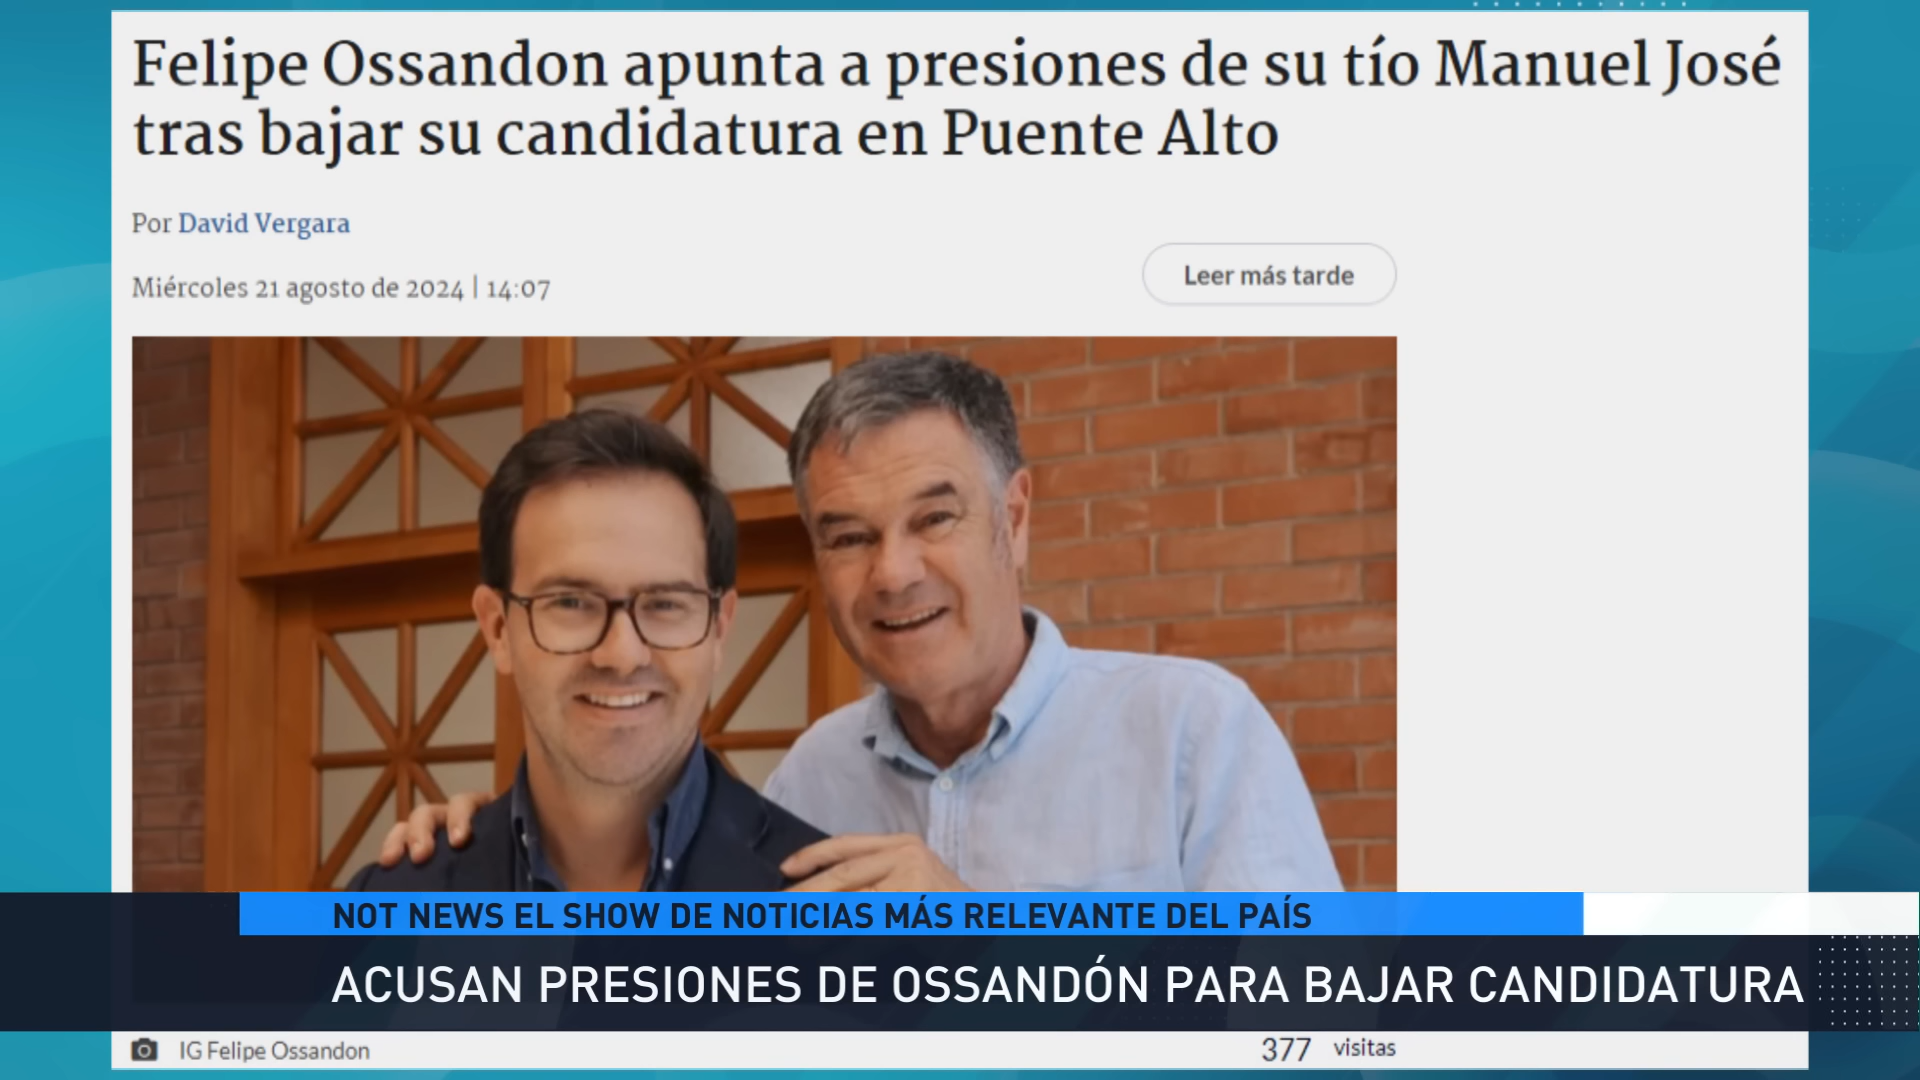 Felipe Ossandon apunta a presiones de su tío Manuel José
tras bajar su candidatura en Puente Alto
Por David Vergara
Miércoles 21 agosto de 2024 | 14:07
Leer más tarde
NOT NEWS EL SHOW DE NOTICIAS MÁS RELEVANTE DEL PAÍS
ACUSAN PRESIONES DE OSSANDÓN PARA BAJAR CANDIDATURA
IG Felipe Ossandon
377 visitas